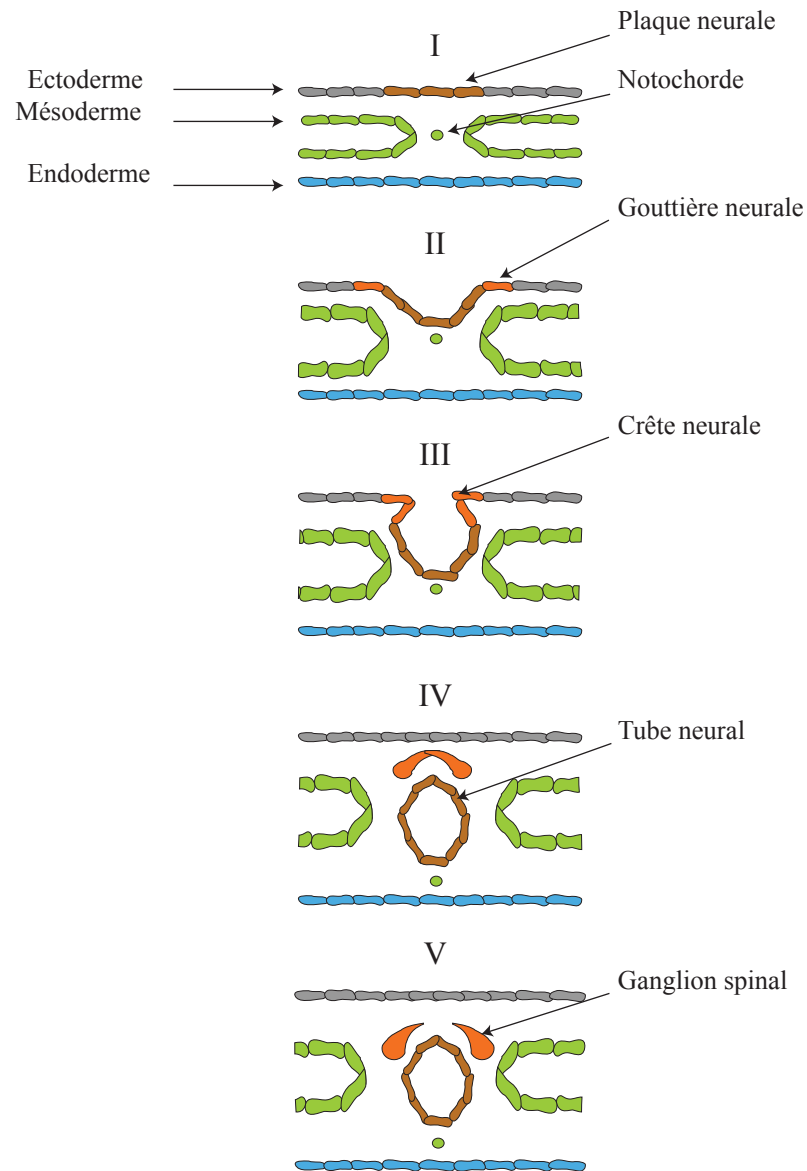 Plaque neurale
I
Ectoderme
Notochorde
Mésoderme
Endoderme
Gouttière neurale
II
Crête neurale
III
IV
Tube neural
V
Ganglion spinal